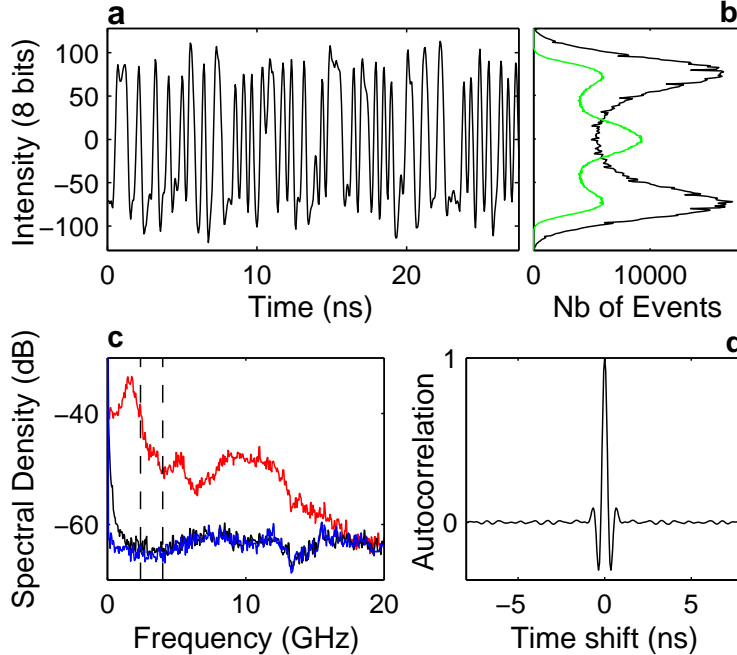 a
b
Intensity (8 bits)
100
50
0
−50
−100
0
10
20
Time (ns)
0
10000
Nb of Events
c
d
Spectral Density (dB)
−40
−60
0
10
20
Frequency (GHz)
Autocorrelation
1
0
−5
0
5
Time shift (ns)